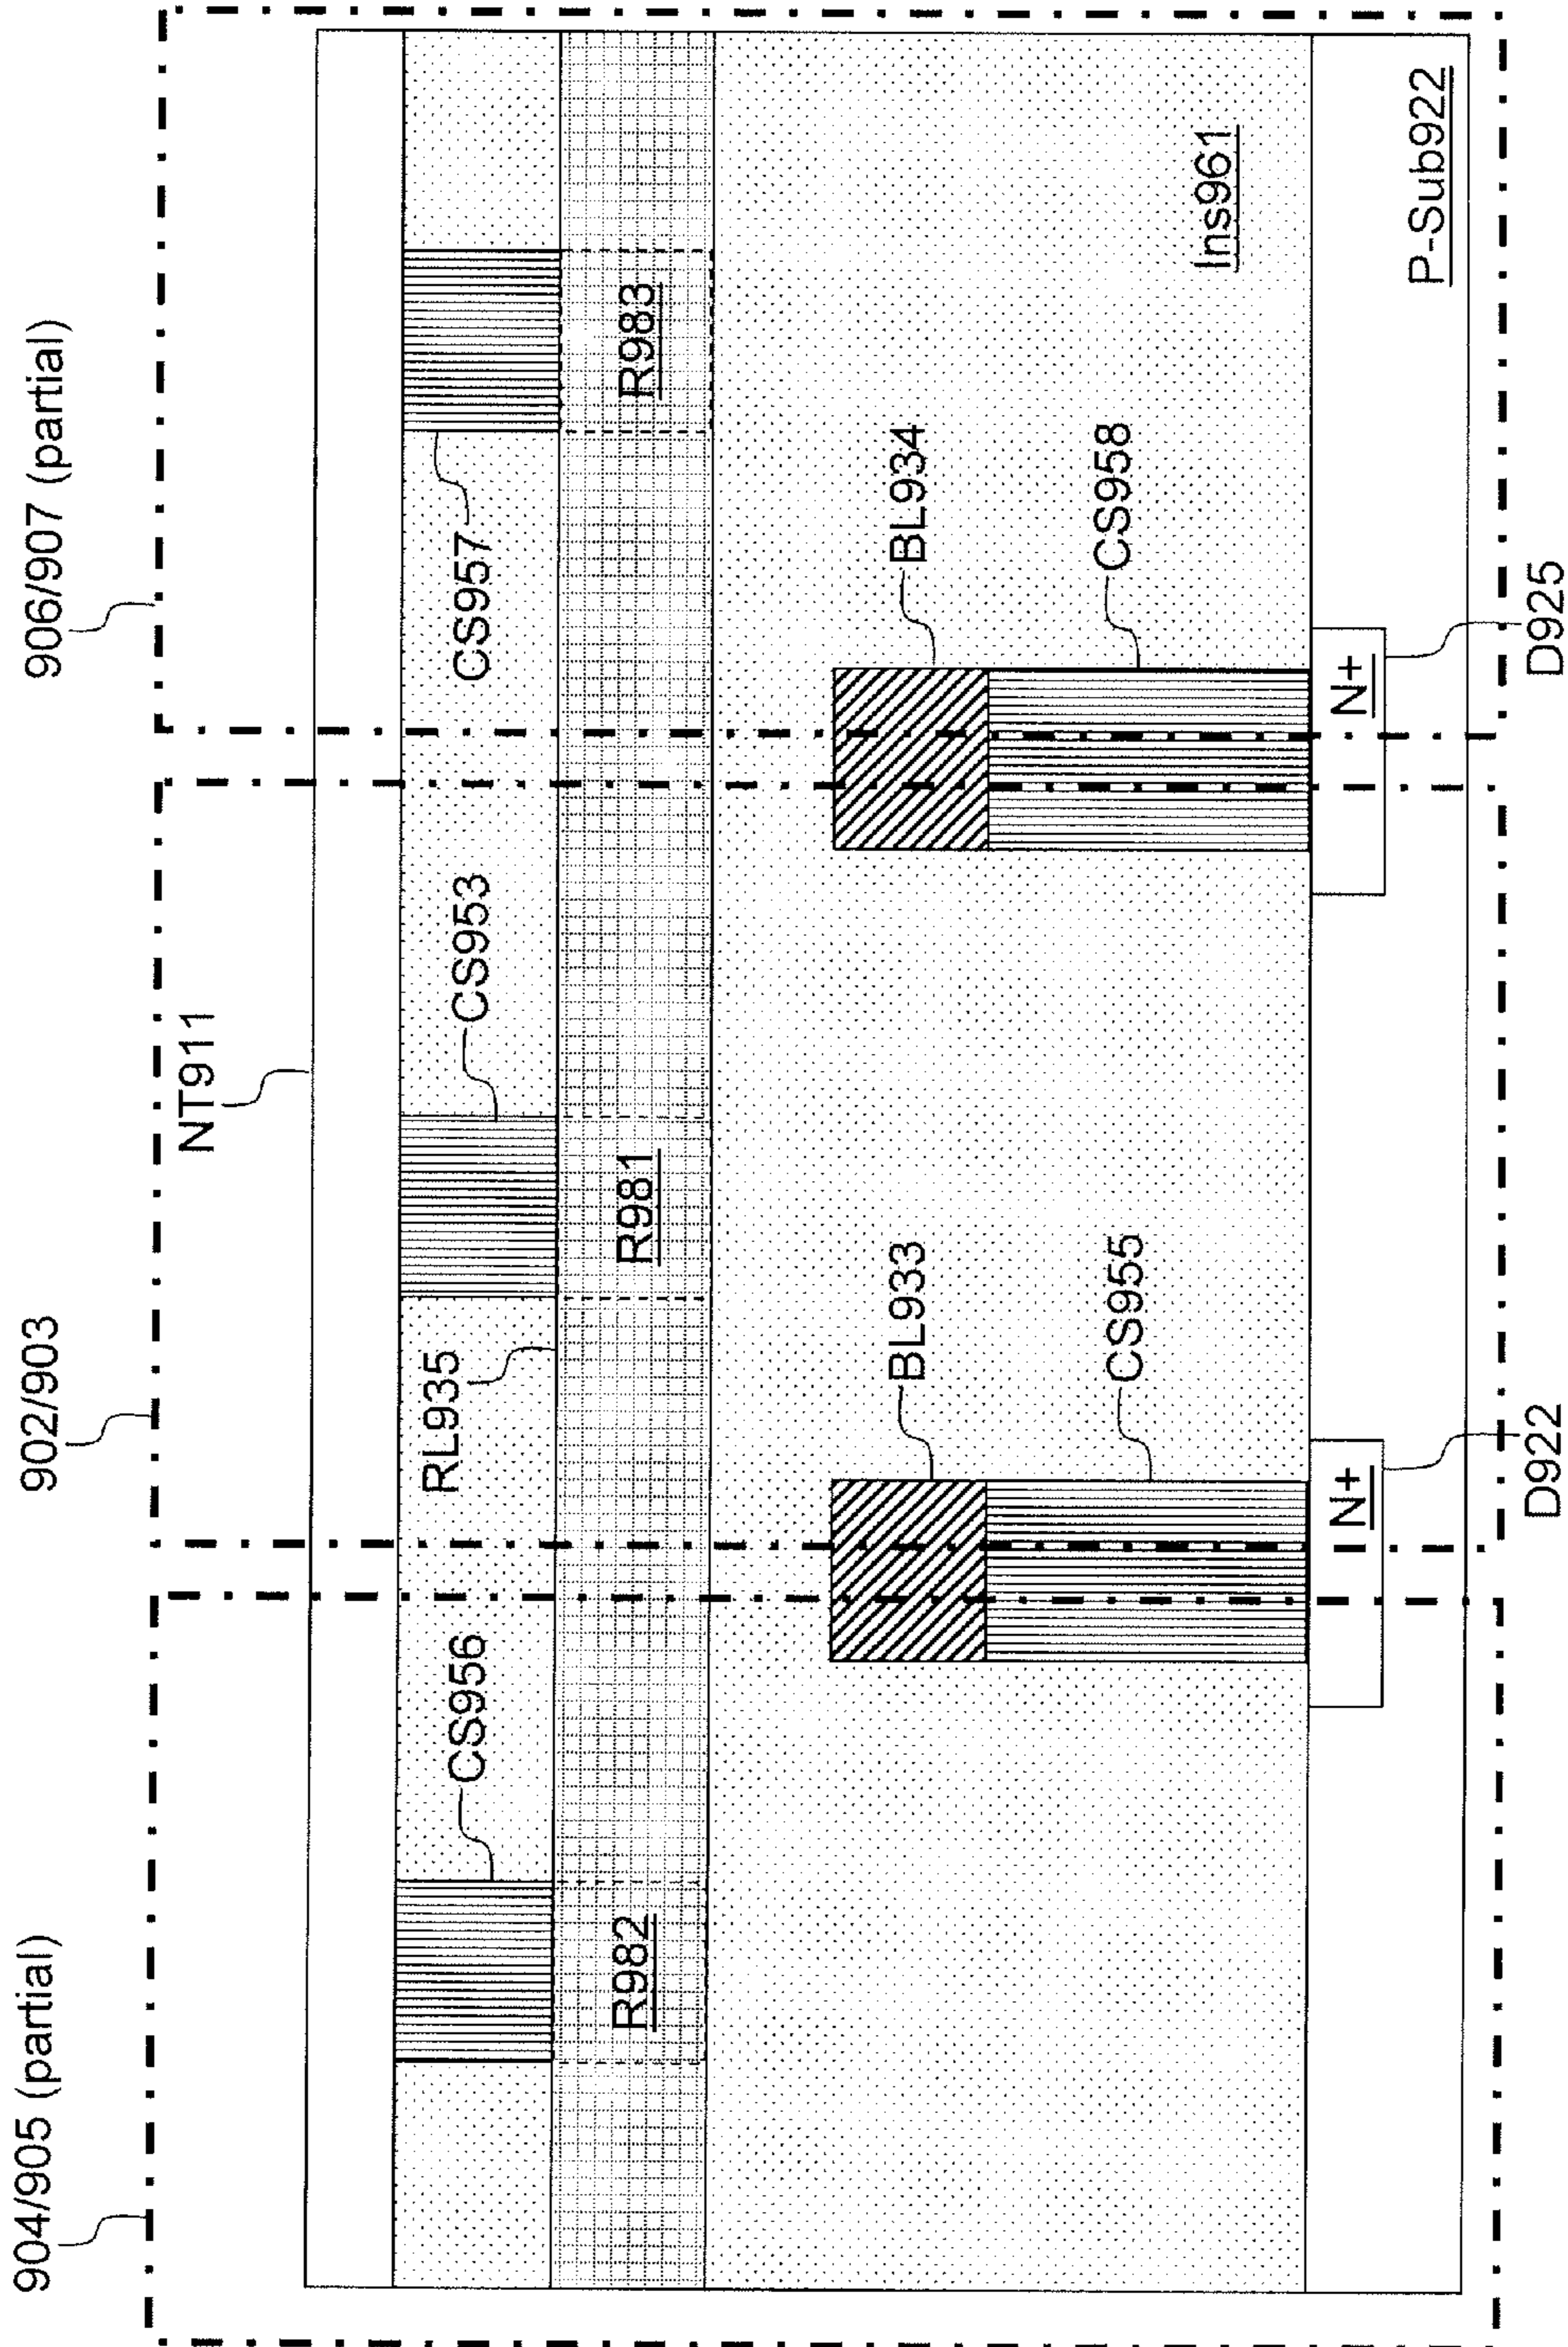 904/905 (partial)
902/903
906/907 (partial)
NT911
CS956
RL935
CS953
CS957
R982
R981
R983
BL933
BL934
CS955
CS958
Ins961
N+
N+
P-Sub922
D922
D925